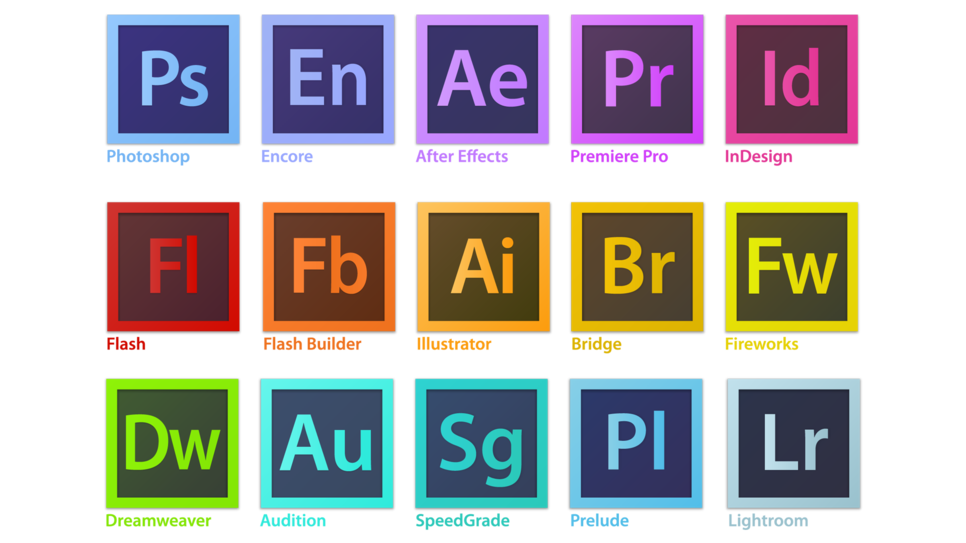 Ps En Ae Pr Id
Photoshop Encore After Effects Premiere Pro InDesign
Fl Fb Ai Br Fw
Flash Flash Builder Illustrator Bridge Fireworks
Dw Au Sg Pl Lr
Dreamweaver Audition SpeedGrade Prelude Lightroom